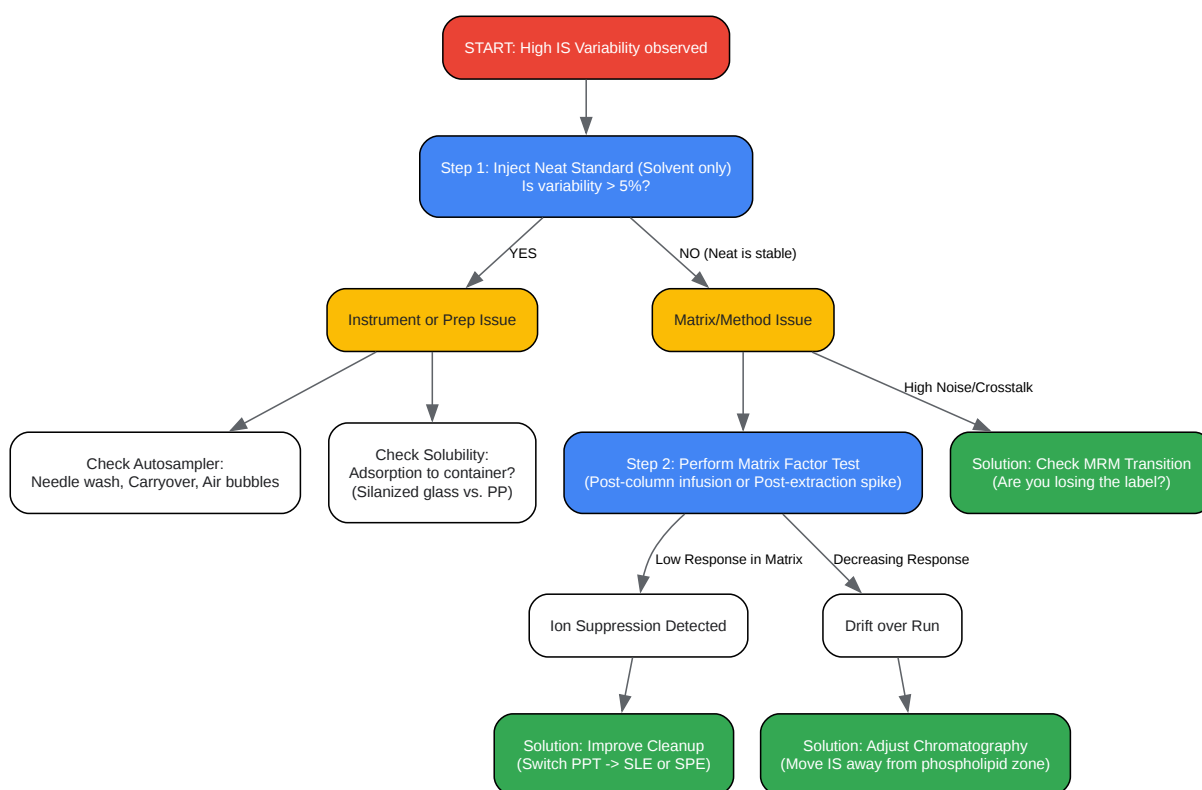 START: High IS Variability observed
Step 1: Inject Neat Standard (Solvent only)
Is variability > 5%?
YES
NO (Neat is stable)
Instrument or Prep Issue
Matrix/Method Issue
High Noise/Crosstalk
Check Autosampler:
Needle wash, Carryover, Air bubbles
Check Solubility:
Adsorption to container?
(Silanized glass vs. PP)
Step 2: Perform Matrix Factor Test
(Post-column infusion or Post-extraction spike)
Solution: Check MRM Transition
(Are you losing the label?)
Low Response in Matrix
Decreasing Response
Ion Suppression Detected
Drift over Run
Solution: Improve Cleanup
(Switch PPT -> SLE or SPE)
Solution: Adjust Chromatography
(Move IS away from phospholipid zone)